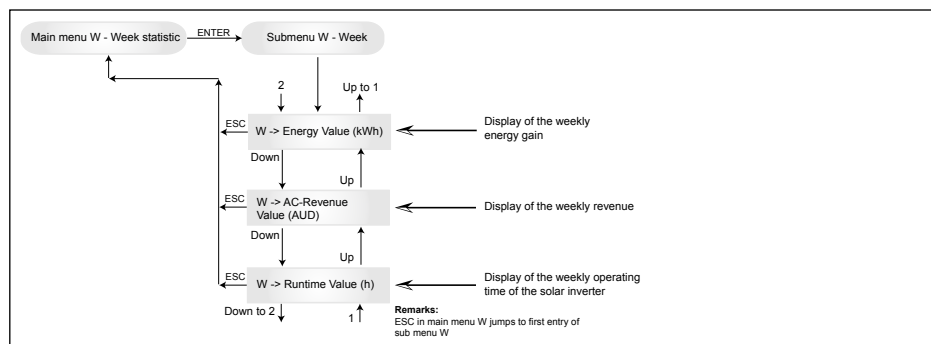 Main menu W - Week statistic
ENTER
Submenu W - Week
2
Up to 1
ESC
W -> Energy Value (kWh)
Display of the weekly
energy gain
Down
Up
ESC
W -> AC-Revenue
Value (AUD)
Display of the weekly revenue
Down
Up
ESC
W -> Runtime Value (h)
Display of the weekly operating
time of the solar inverter
Down to 2
1
Remarks:
ESC in main menu W jumps to first entry of
sub menu W